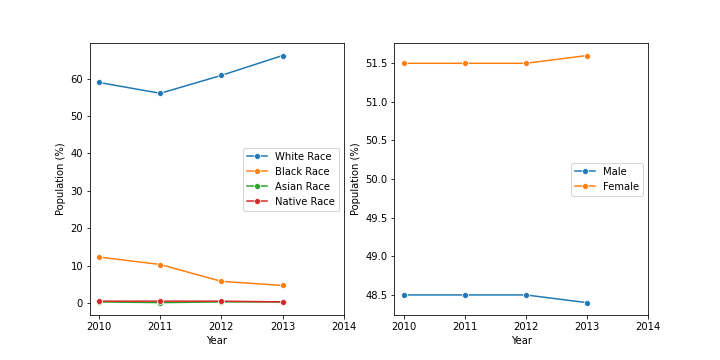 60
50
40
30
20
10
0
Population (%)
2010 2011 2012 2013 2014
Year
White Race
Black Race
Asian Race
Native Race
51.5
51.0
50.5
50.0
49.5
49.0
48.5
Population (%)
2010 2011 2012 2013 2014
Year
Male
Female